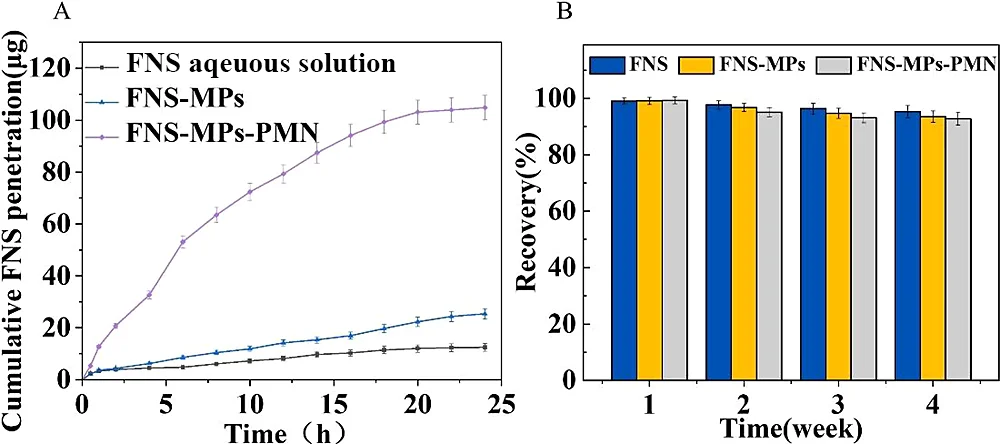 A
Cumulative FNS penetration(μg)
120
100
80
60
40
20
0
FNS aqeuous solution
FNS-MPs
FNS-MPs-PMN
0
5
10
15
20
25
Time（h）
B
Recovery(%)
100
80
60
40
20
0
FNS
FNS-MPs
FNS-MPs-PMN
1
2
3
4
Time(week)